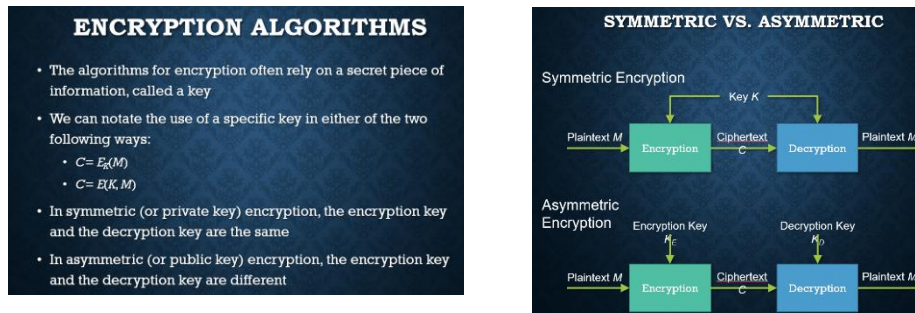 ENCRYPTION ALGORITHMS
• The algorithms for encryption often rely on a secret piece of
information, called a key
• We can notate the use of a specific key in either of the two
following ways:
• C= EK(M)
• C= E(K, M)
• In symmetric (or private key) encryption, the encryption key
and the decryption key are the same
• In asymmetric (or public key) encryption, the encryption key
and the decryption key are different
SYMMETRIC VS. ASYMMETRIC
Symmetric Encryption
Key K
Plaintext M
Encryption
Ciphertext
C
Decryption
Plaintext M
Asymmetric
Encryption
Encryption Key
KE
Decryption Key
KD
Plaintext M
Encryption
Ciphertext
C
Decryption
Plaintext M